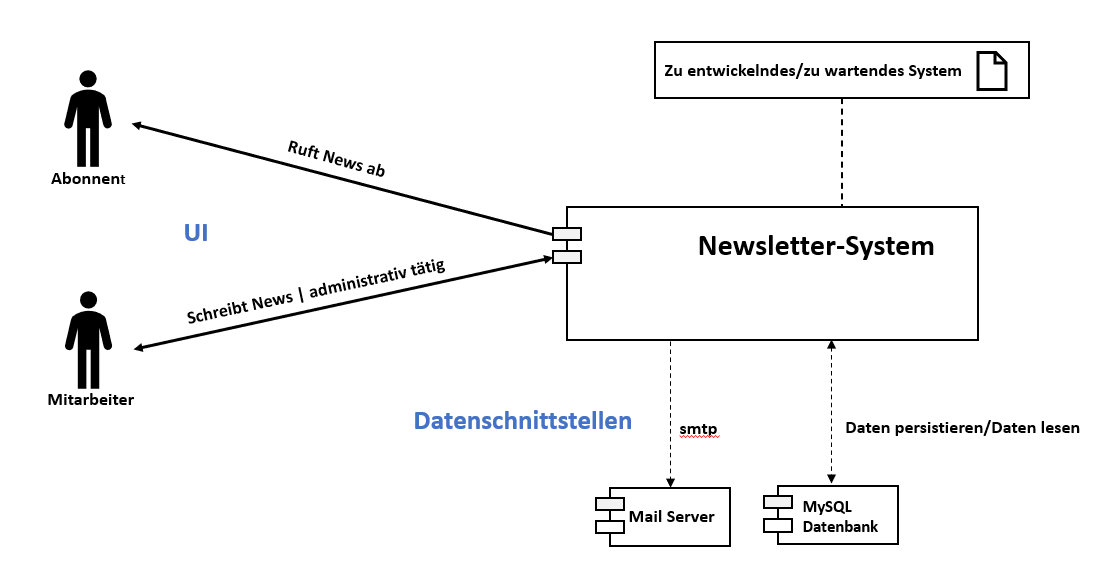 Zu entwickelndes/zu wartendes System
Ruft News ab
Abonnent
UI
Newsletter-System
Schreibt News | administrativ tätig
Mitarbeiter
Datenschnittstellen
smtp
Daten persistieren/Daten lesen
Mail Server
MySQL
Datenbank